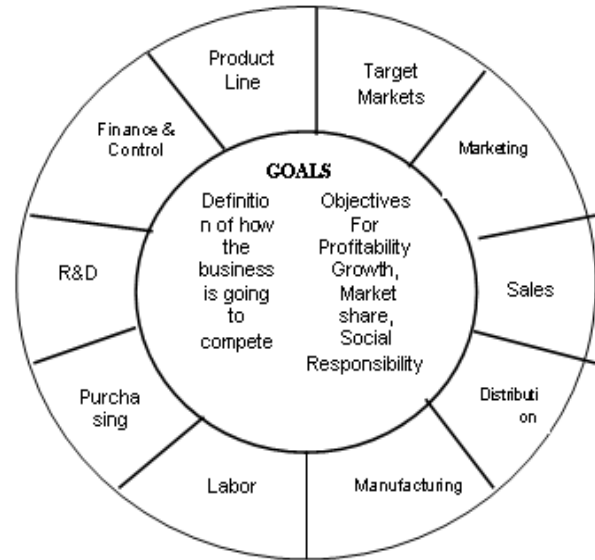 Product
Line
Target
Markets
Finance &
Control
Marketing
GOALS
Definitio
n of how
the
business
is going
to
compete
Objectives
For
Profitability
Growth,
Market
share,
Social
Responsibility
R&D
Sales
Purcha
sing
Distributi
on
Labor
Manufacturing